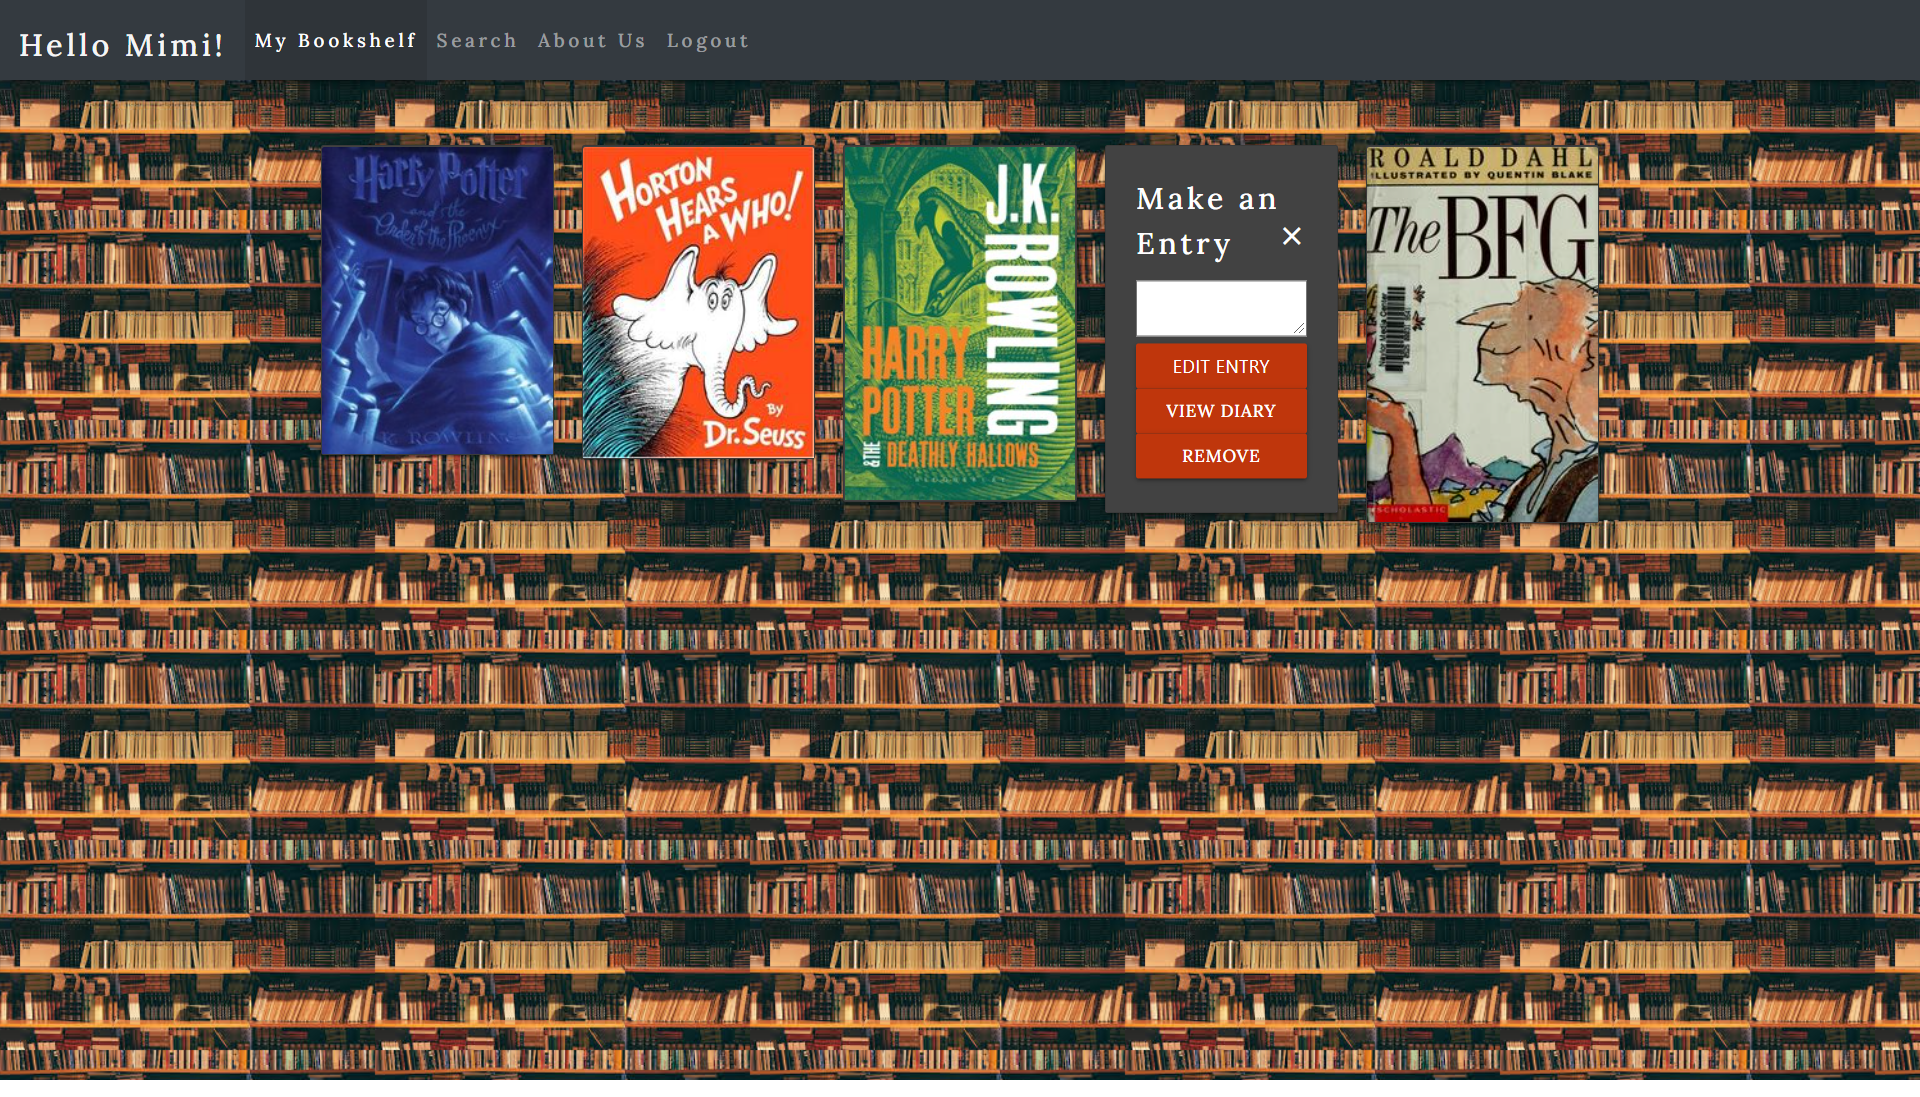 Hello Mimi!
My Bookshelf
Search
About Us
Logout
Harry Potter
and the
Order of the Phoenix
J.K. ROWLING
HORTON
HEARS
A WHO!
By
Dr. Seuss
J.K.
ROWLING
HARRY
POTTER
&THE
DEATHLY HALLOWS
BLOOMSBURY
Make an
Entry
×
EDIT ENTRY
VIEW DIARY
REMOVE
ROALD DAHL
ILLUSTRATED BY QUENTIN BLAKE
The BFG
SCHOLASTIC